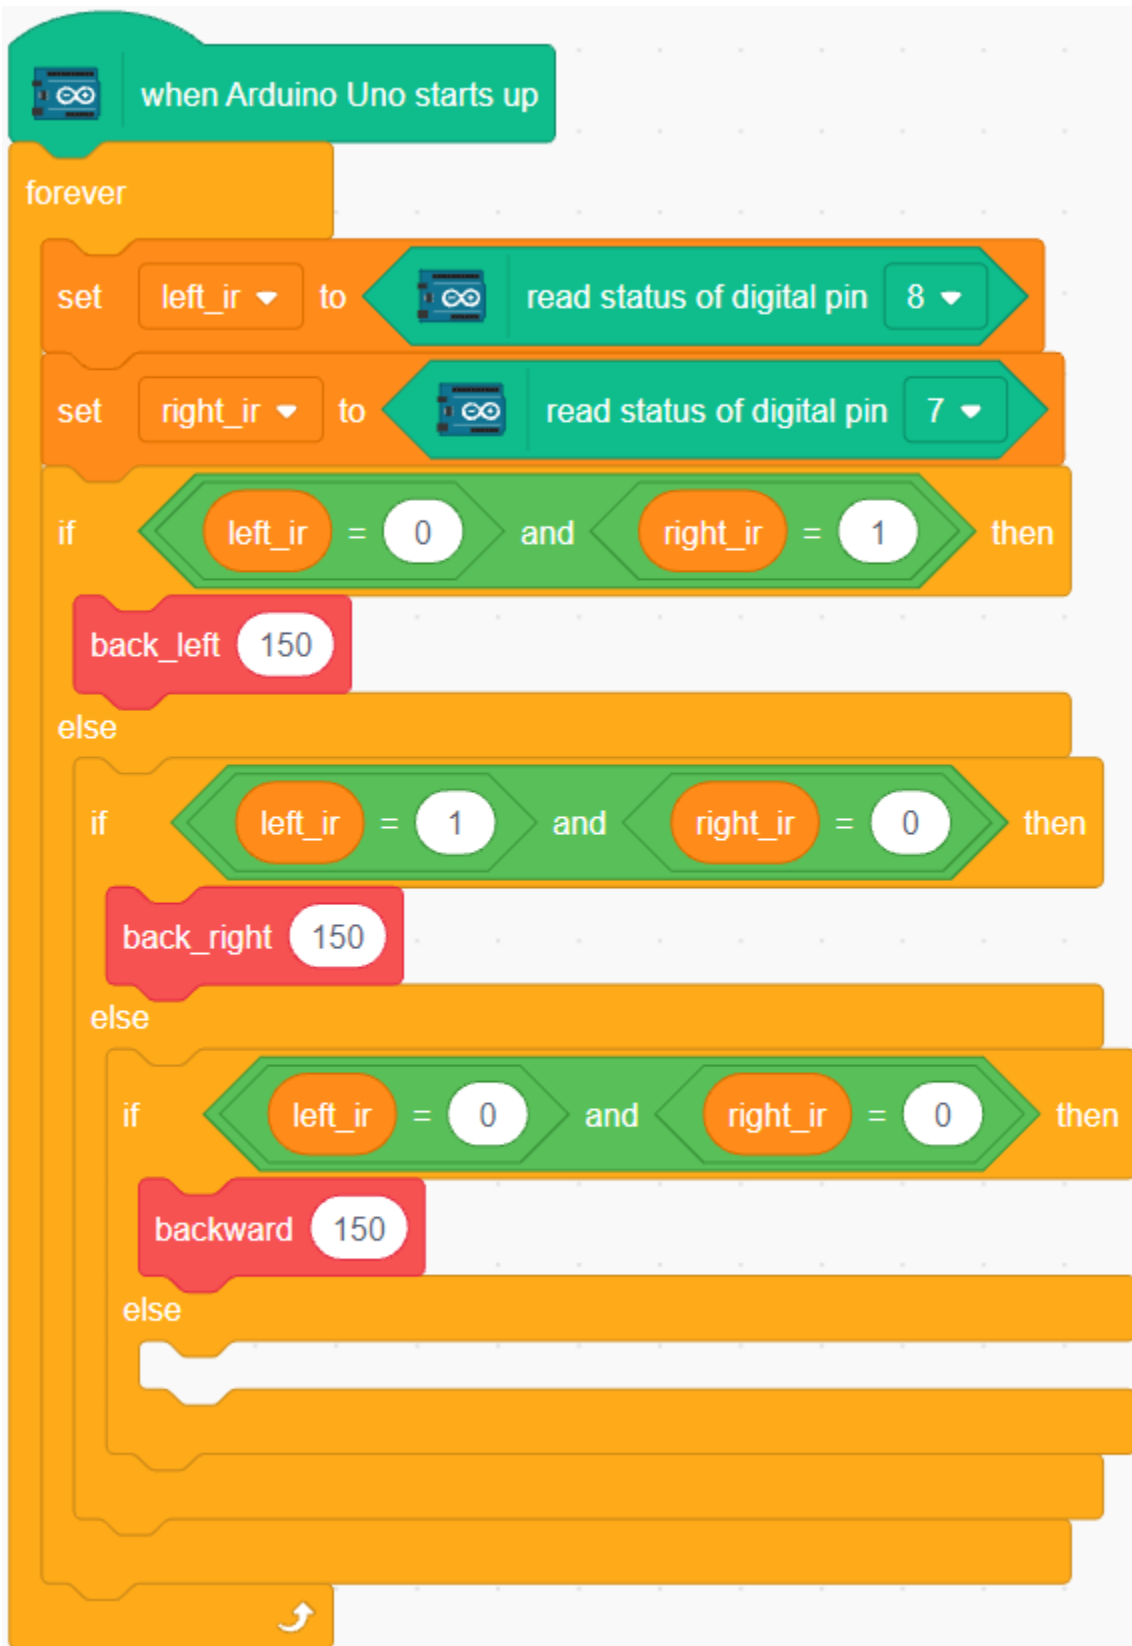 when Arduino Uno starts up
forever
set left_ir to read status of digital pin 8
set right_ir to read status of digital pin 7
if left_ir = 0 and right_ir = 1 then
back_left 150
else
if left_ir = 1 and right_ir = 0 then
back_right 150
else
if left_ir = 0 and right_ir = 0 then
backward 150
else